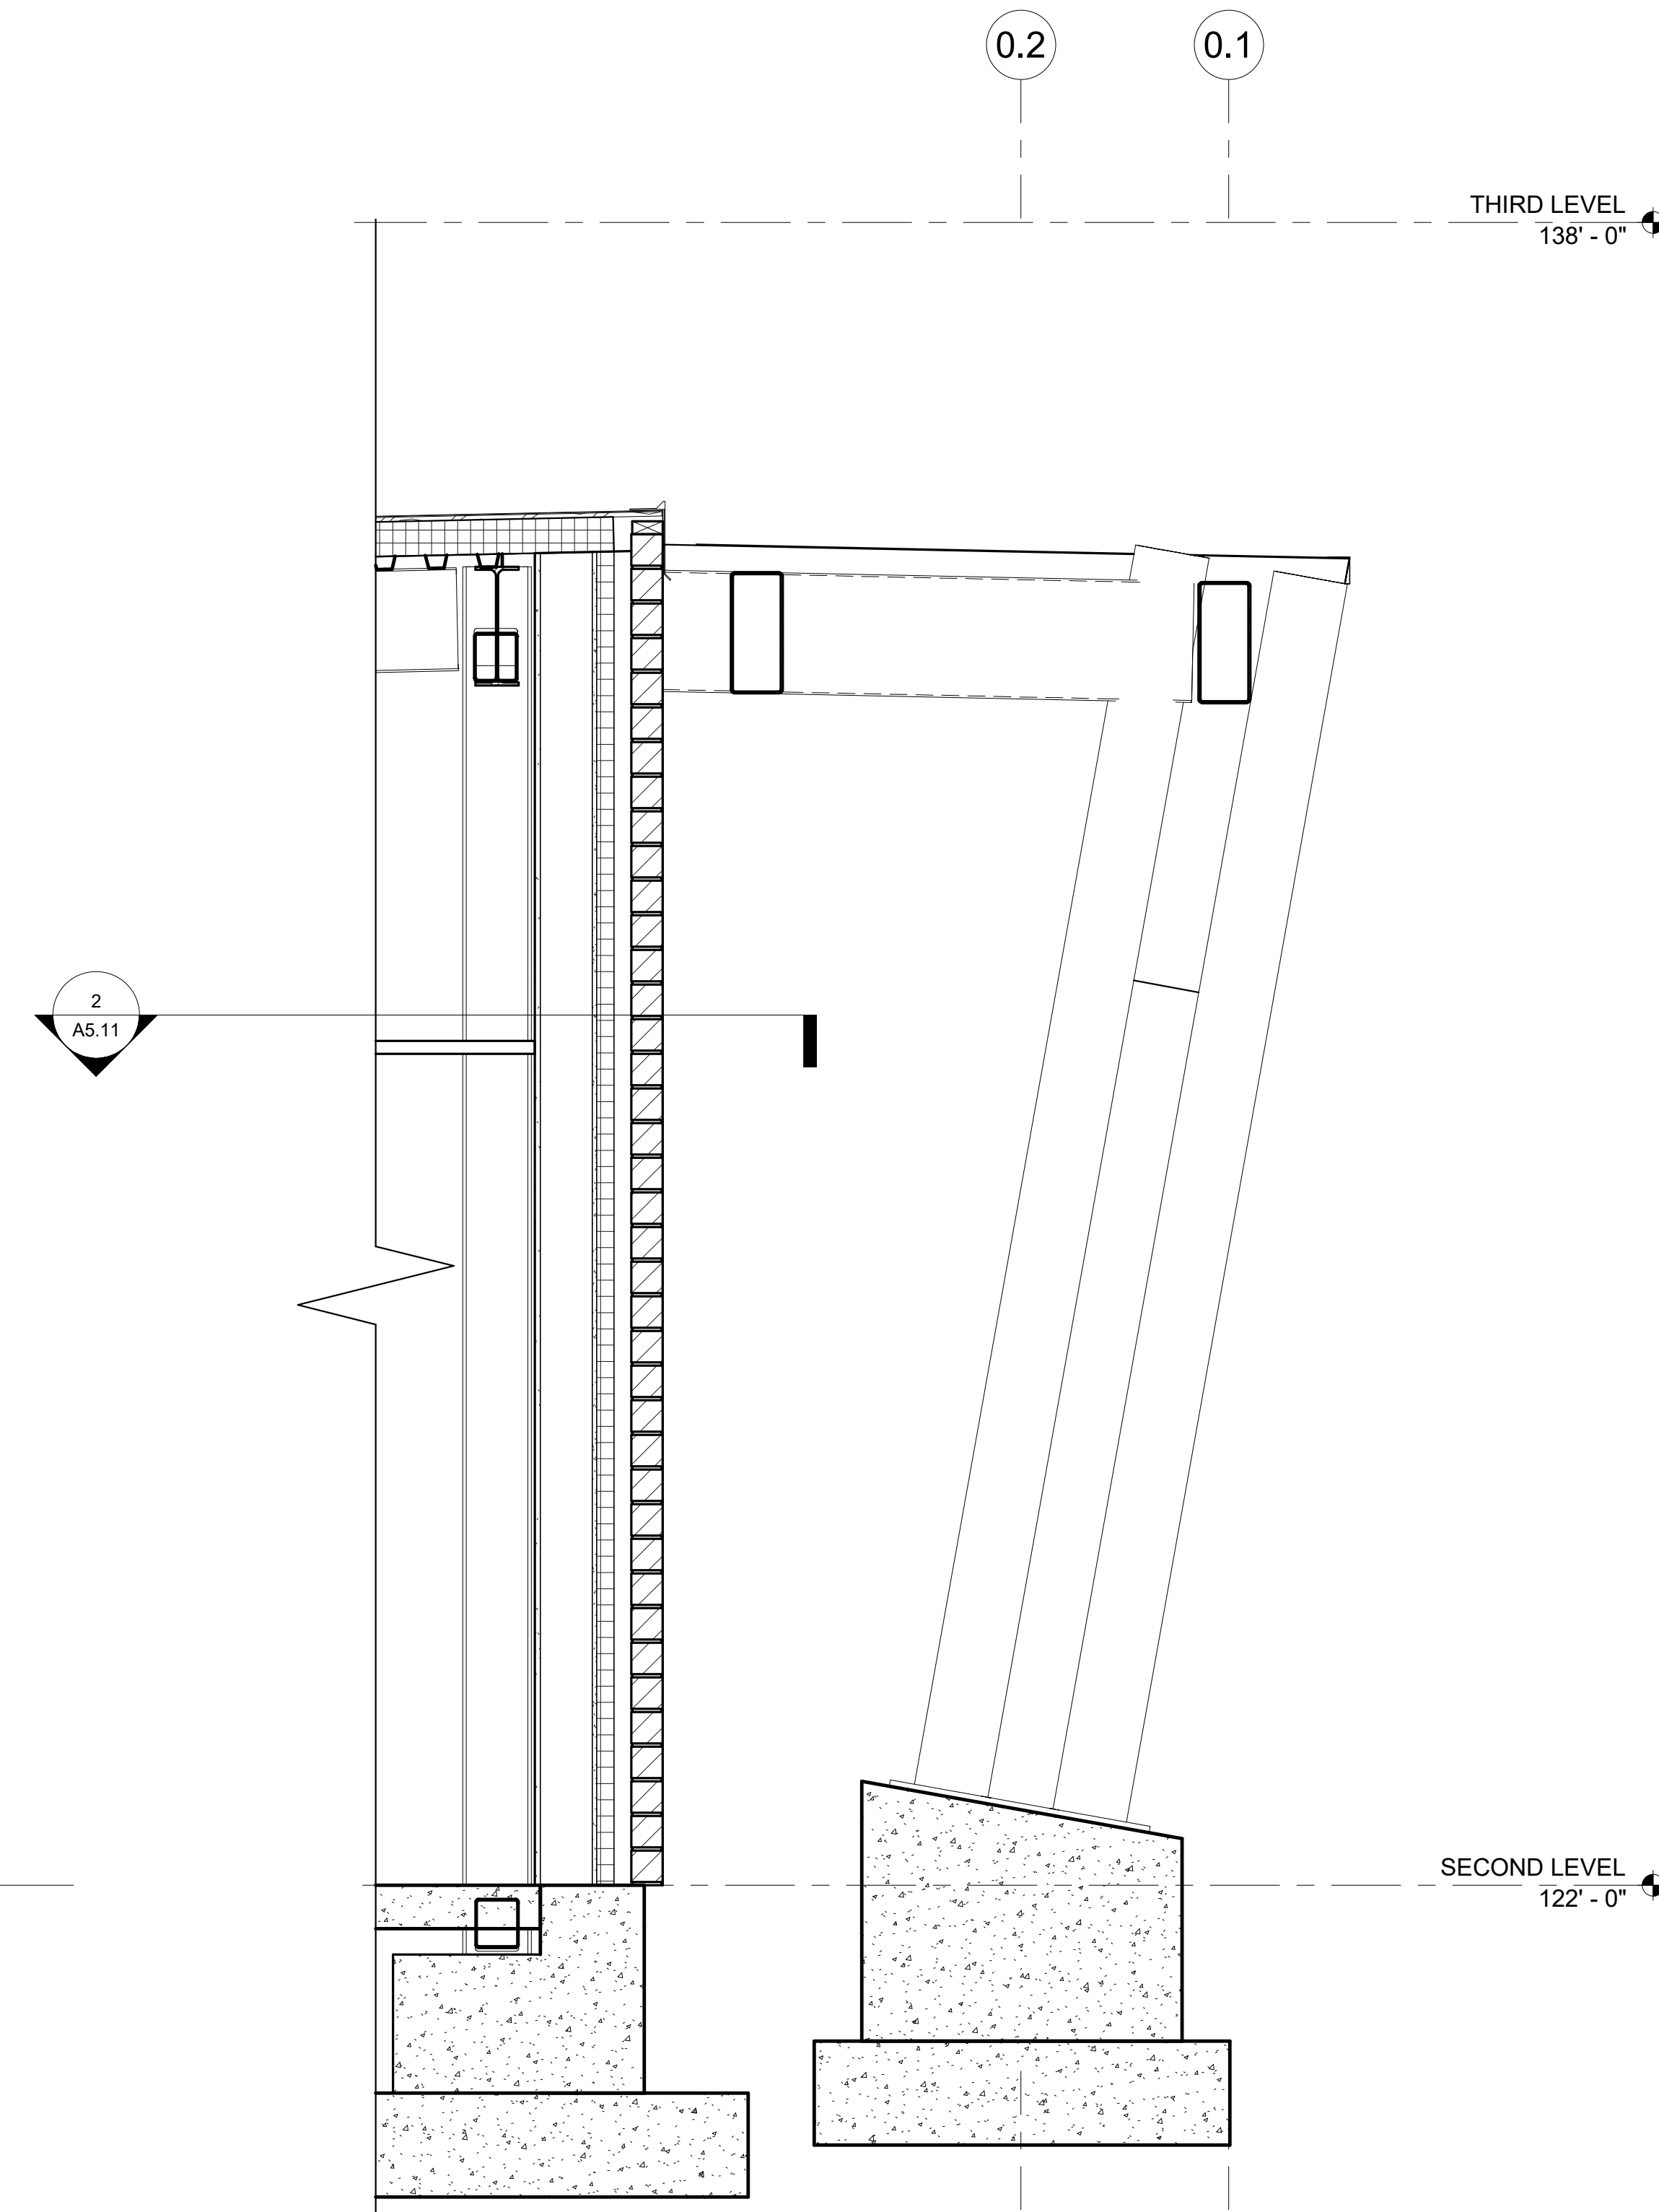 0.2
0.1
THIRD LEVEL
138' - 0"
2
A5.11
SECOND LEVEL
122' - 0"